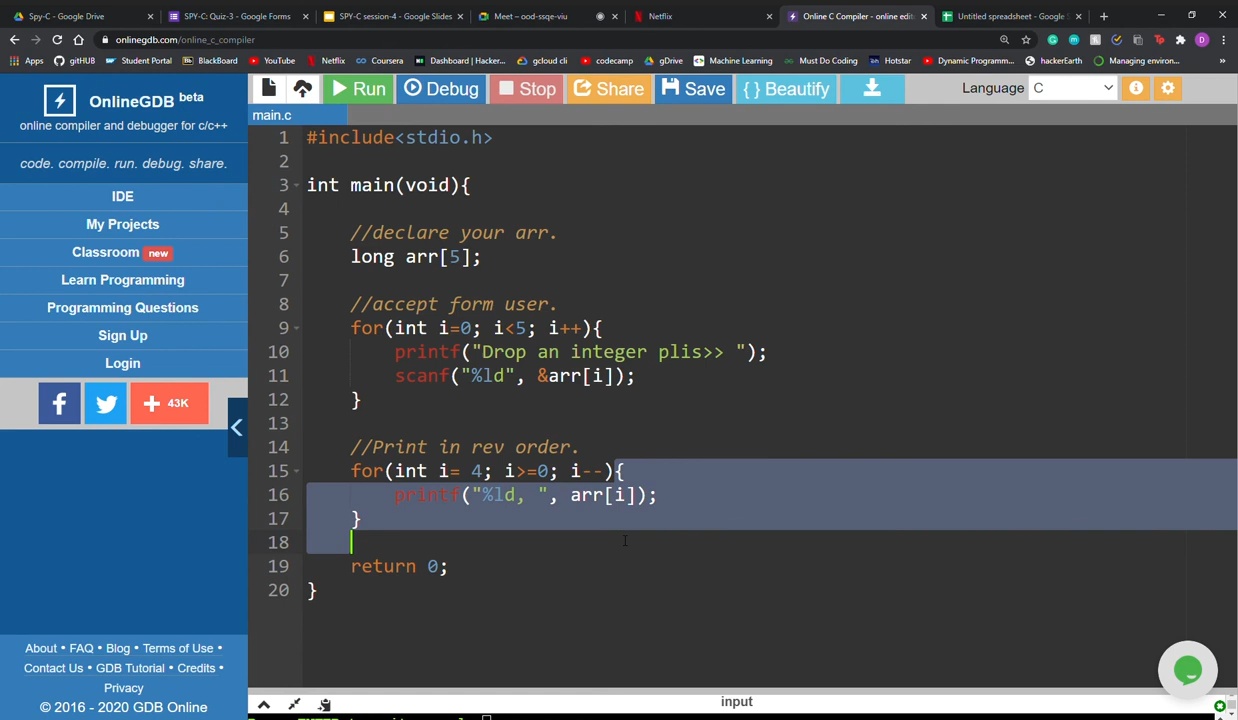 Spy-C - Google Drive
SPY-C: Quiz-3 - Google Forms
SPY-C session-4 - Google Slides
Meet – ood-ssqe-viu
Netflix
Online C Compiler - online edit
Untitled spreadsheet - Google S
onlinegdb.com/online_c_compiler
D
Apps
gitHUB
Student Portal
BlackBoard
YouTube
Netflix
Coursera
Dashboard | Hacker...
gcloud cli
codecamp
gDrive
Machine Learning
Must Do Coding
Hotstar
Dynamic Programm...
hackerEarth
Managing environ...
»
OnlineGDB beta
online compiler and debugger for c/c++
code. compile. run. debug. share.
IDE
My Projects
Classroom new
Learn Programming
Programming Questions
Sign Up
Login
43K
About • FAQ • Blog • Terms of Use •
Contact Us • GDB Tutorial • Credits •
Privacy
© 2016 - 2020 GDB Online
Run Debug Stop Share Save { } Beautify Language C
main.c
1 #include<stdio.h>
2
3 int main(void){
4
5 //declare your arr.
6 long arr[5];
7
8 //accept form user.
9 for(int i=0; i<5; i++){
10 printf("Drop an integer plis>> ");
11 scanf("%ld", &arr[i]);
12 }
13
14 //Print in rev order.
15 for(int i= 4; i>=0; i--){
16 printf("%ld, ", arr[i]);
17 }
18
19 return 0;
20 }
input